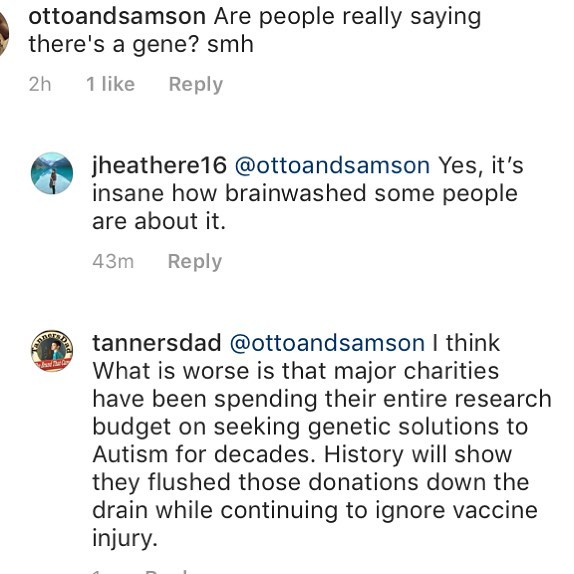 ottoandsamson Are people really saying
there's a gene? smh
2h 1 like Reply
jheathere16 @ottoandsamson Yes, it’s
insane how brainwashed some people
are about it.
43m Reply
tannersdad @ottoandsamson I think
What is worse is that major charities
have been spending their entire research
budget on seeking genetic solutions to
Autism for decades. History will show
they flushed those donations down the
drain while continuing to ignore vaccine
injury.